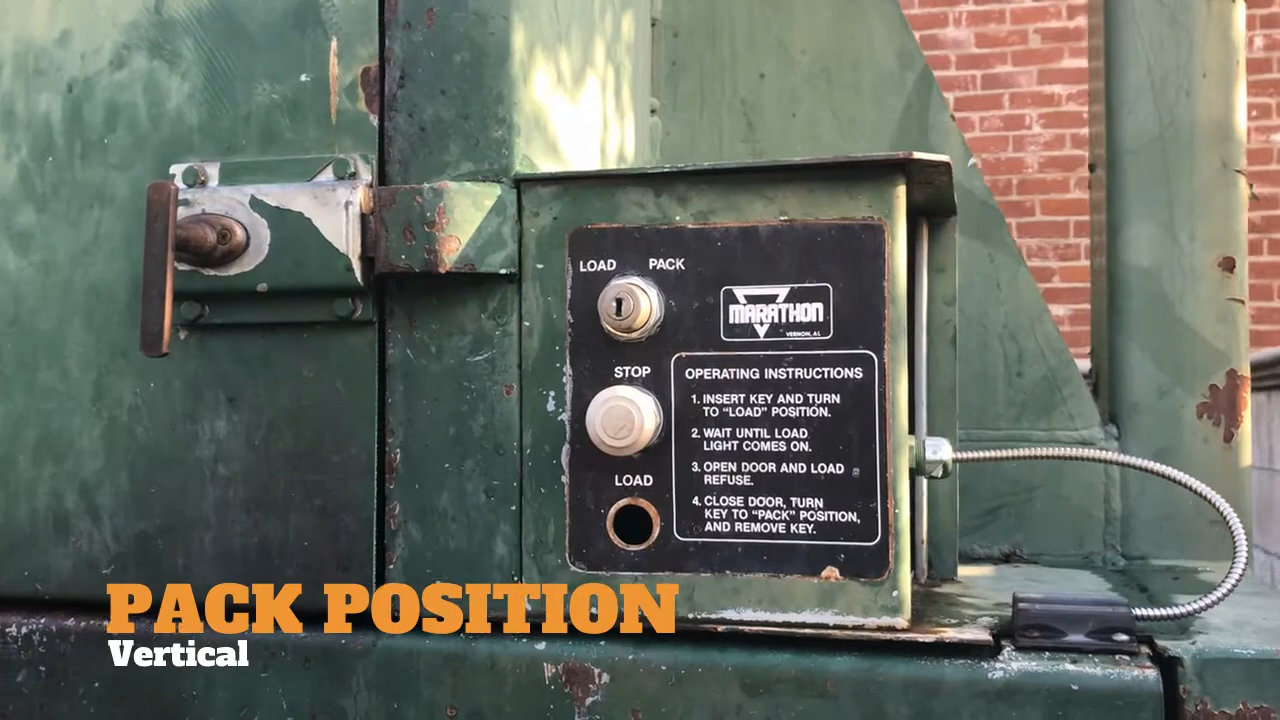 LOAD PACK
MARATHON
VERNON, AL
STOP
OPERATING INSTRUCTIONS
1. INSERT KEY AND TURN
TO “LOAD” POSITION.
2. WAIT UNTIL LOAD
LIGHT COMES ON.
3. OPEN DOOR AND LOAD
REFUSE.
4. CLOSE DOOR, TURN
KEY TO “PACK” POSITION,
AND REMOVE KEY.
LOAD
PACK POSITION
Vertical